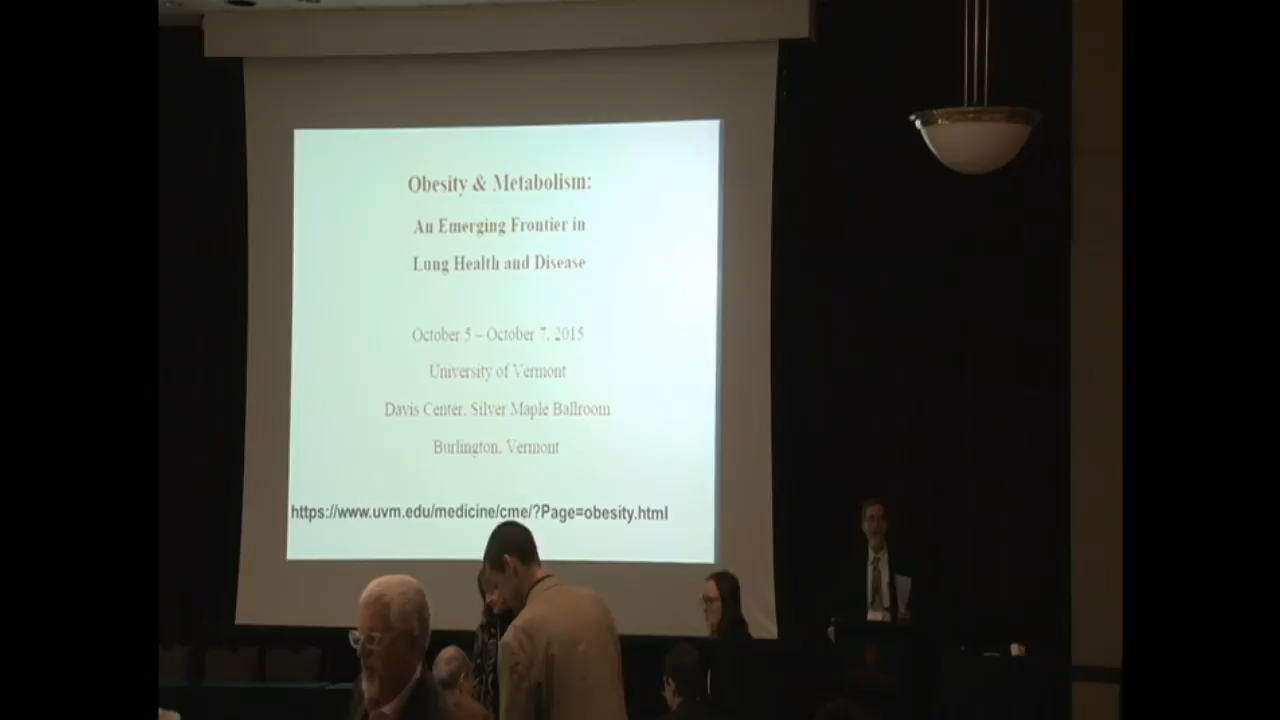 Obesity & Metabolism:
An Emerging Frontier in
Lung Health and Disease
October 5 – October 7, 2015
University of Vermont
Davis Center, Silver Maple Ballroom
Burlington, Vermont
https://www.uvm.edu/medicine/cme/?Page=obesity.html